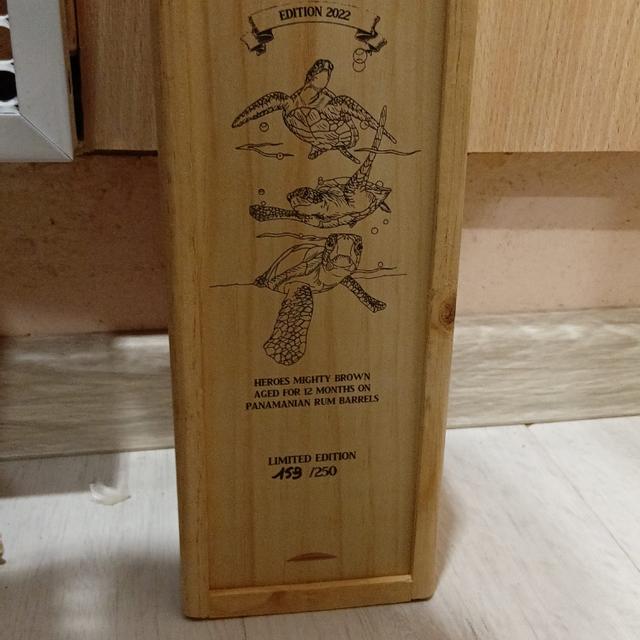 EDITION 2022
HEROES MIGHTY BROWN
AGED FOR 12 MONTHS ON
PANAMANIAN RUM BARRELS
LIMITED EDITION
159 /250